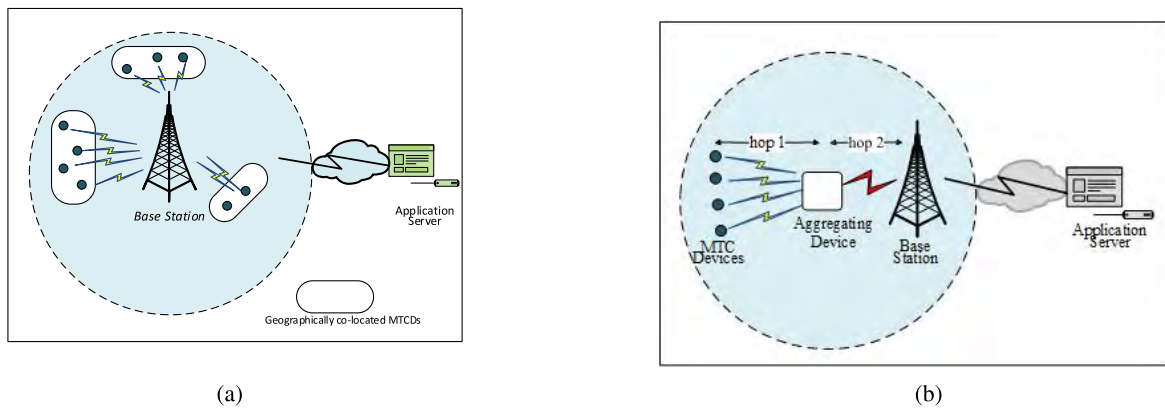 Base Station
Application
Server
Geographically co-located MTCDs
(a)
hop 1
hop 2
MTC
Devices
Aggregating
Device
Base
Station
Application
Server
(b)